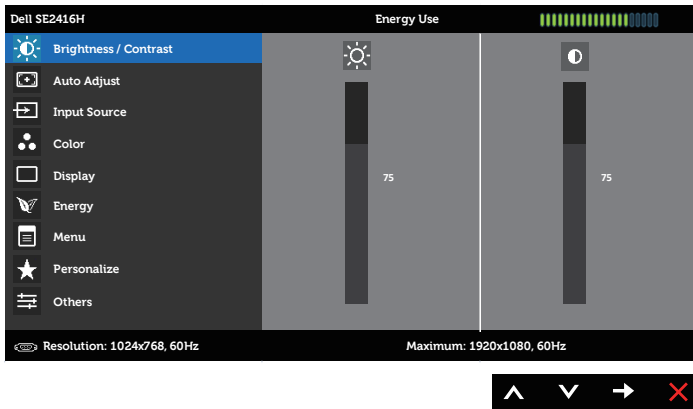 Dell SE2416H
Energy Use
Brightness / Contrast
Auto Adjust
Input Source
Color
Display
Energy
Menu
Personalize
Others
75
75
Resolution: 1024x768, 60Hz
Maximum: 1920x1080, 60Hz